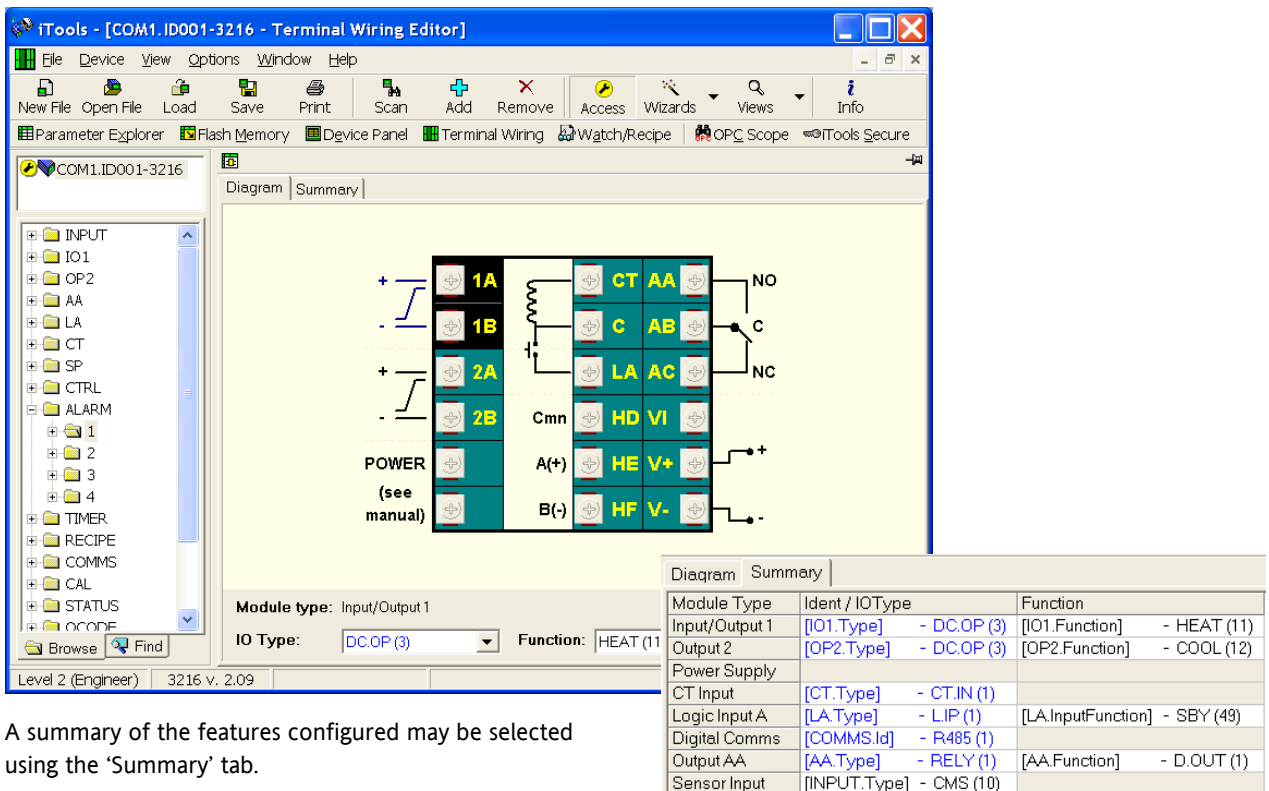 iTools - [COM1.ID001-3216 - Terminal Wiring Editor]
File Device View Options Window Help
New File Open File Load Save Print Scan Add Remove Access Wizards Views Info
Parameter Explorer Flash Memory Device Panel Terminal Wiring Watch/Recipe OPC Scope iTools Secure
COM1.ID001-3216
Diagram Summary
INPUT
IO1
OP2
AA
LA
CT
SP
CTRL
ALARM
1
2
3
4
TIMER
RECIPE
COMMS
CAL
STATUS
OCODE
Browse Find
+ 1A CT AA NO
- 1B C AB C
+ 2A LA AC NC
- 2B Cmn HD VI
POWER A(+) HE V+ +
(see
manual) B(-) HF V- -
Module type: Input/Output 1
IO Type: DC.OP (3) Function: HEAT (11
Level 2 (Engineer) 3216 v. 2.09
Diagram Summary
Module Type Ident / IOType Function
Input/Output 1 [IO1.Type] - DC.OP (3) [IO1.Function] - HEAT (11)
Output 2 [OP2.Type] - DC.OP (3) [OP2.Function] - COOL (12)
Power Supply
CT Input [CT.Type] - CT.IN (1)
Logic Input A [LA.Type] - L.IP (1) [LA.InputFunction] - SBY (49)
Digital Comms [COMMS.Id] - R485 (1)
Output AA [AA.Type] - RELY (1) [AA.Function] - D.OUT (1)
Sensor Input [INPUT.Type] - CMS (10)
A summary of the features configured may be selected
using the ‘Summary’ tab.